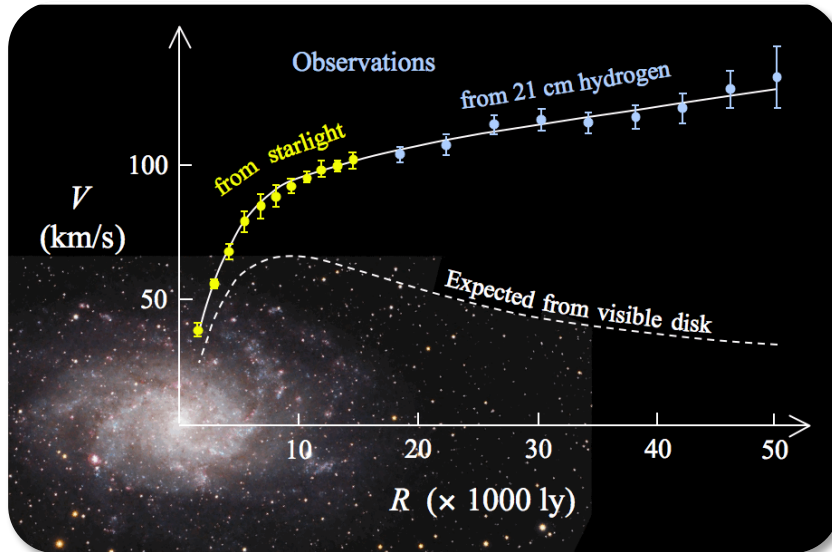 Observations
from 21 cm hydrogen
from starlight
100
V
(km/s)
50
Expected from visible disk
10
20
30
40
50
R (× 1000 ly)